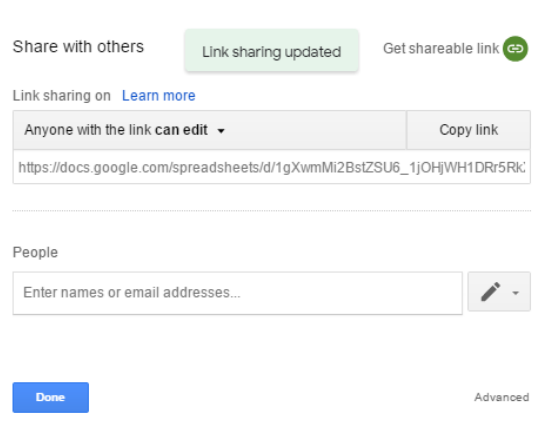 Share with others
Link sharing updated
Get shareable link
Link sharing on Learn more
Anyone with the link can edit
Copy link
https://docs.google.com/spreadsheets/d/1gXwmMi2BstZSU6_1jOHjWH1DRr5Rk
People
Enter names or email addresses...
Done
Advanced